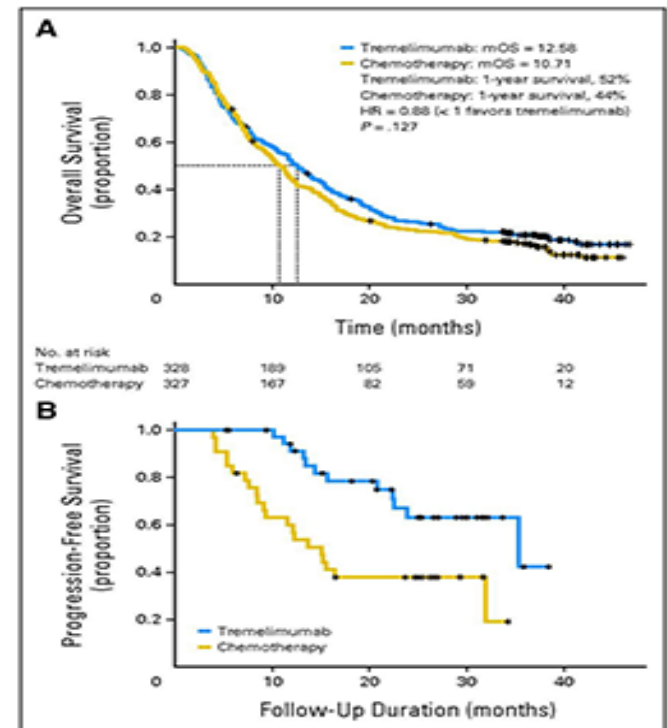 A
Overall Survival
(proportion)
1.0
0.8
0.6
0.4
0.2
Tremelimumab: mOS = 12.58
Chemotherapy: mOS = 10.71
Tremelimumab: 1-year survival, 52%
Chemotherapy: 1-year survival, 44%
HR = 0.88 (< 1 favors tremelimumab)
P = .127
0 10 20 30 40
Time (months)
No. at risk
Tremelimumab 328 189 105 71 20
Chemotherapy 327 167 82 59 12
B
Progression-Free Survival
(proportion)
1.0
0.8
0.6
0.4
0.2
Tremelimumab
Chemotherapy
0 10 20 30 40
Follow-Up Duration (months)